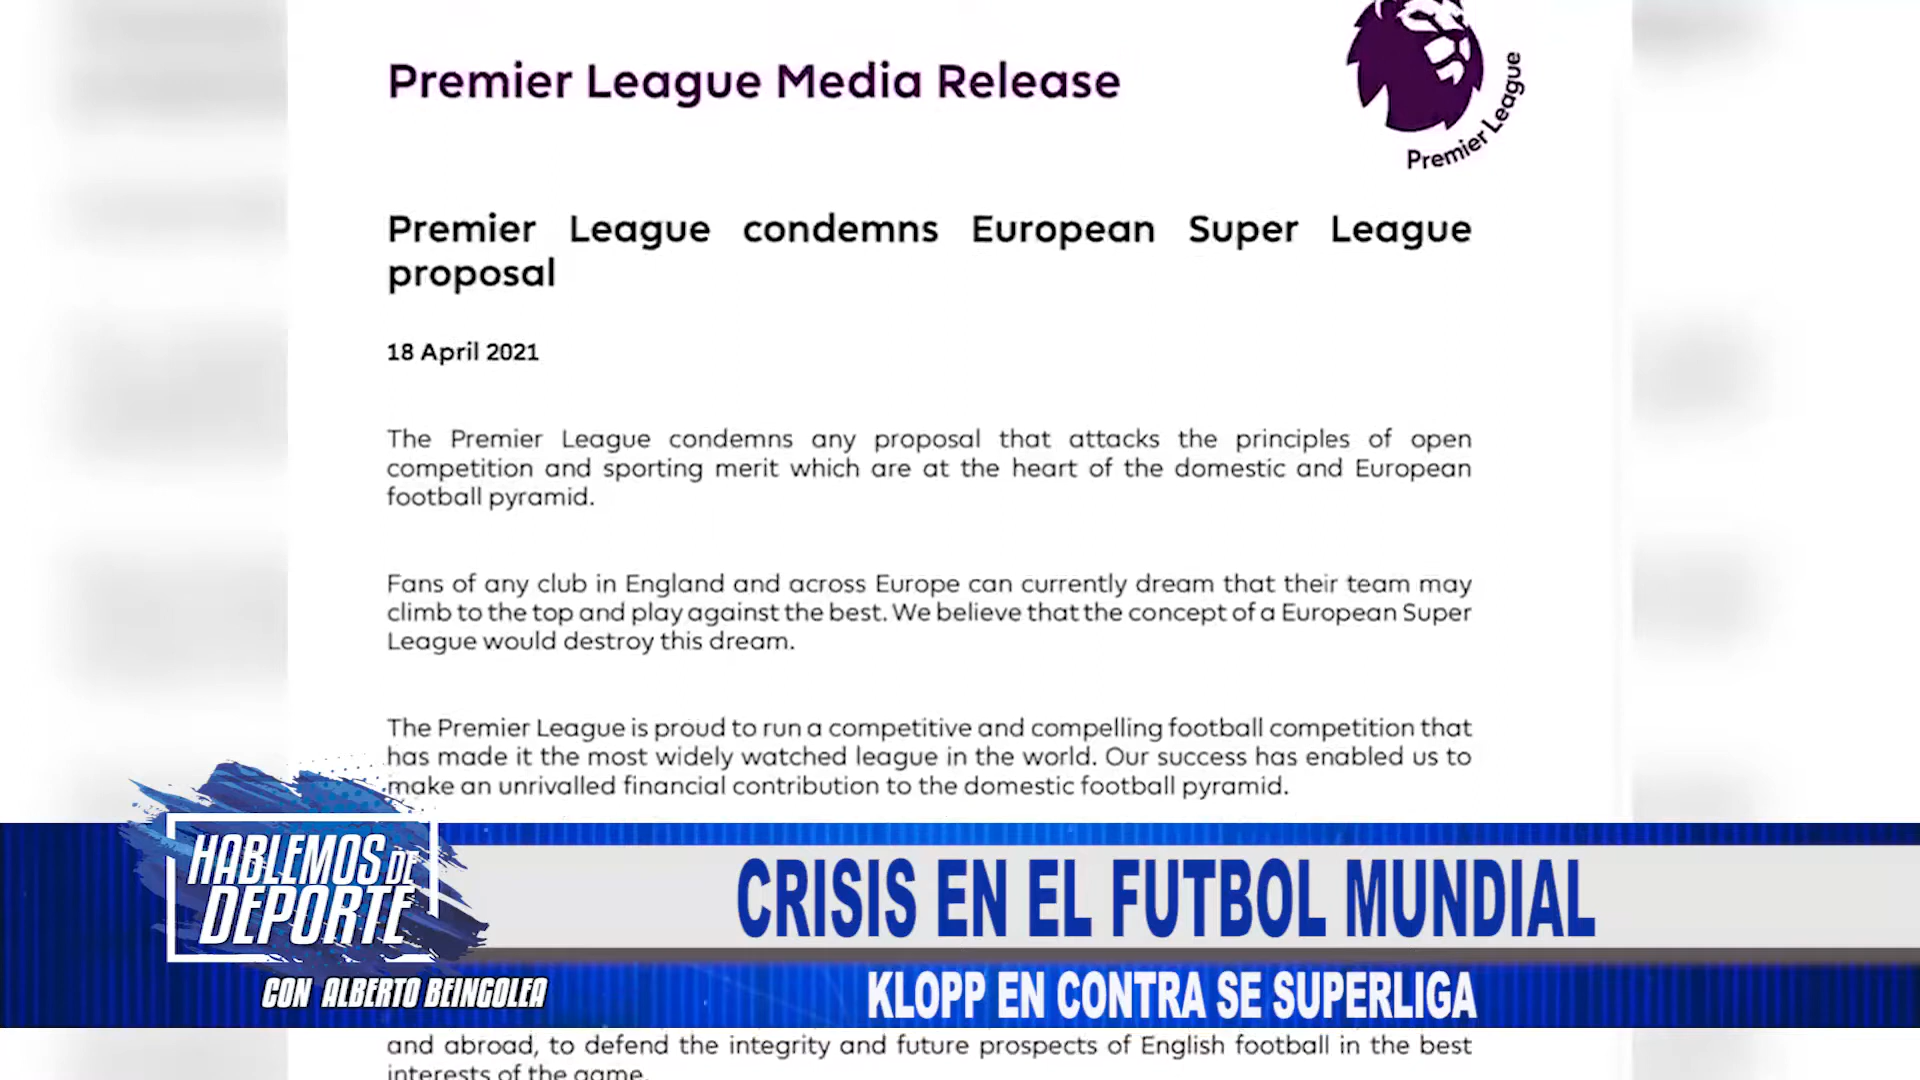 Premier League Media Release
Premier League
Premier League condemns European Super League
proposal
18 April 2021
The Premier League condemns any proposal that attacks the principles of open
competition and sporting merit which are at the heart of the domestic and European
football pyramid.
Fans of any club in England and across Europe can currently dream that their team may
climb to the top and play against the best. We believe that the concept of a European Super
League would destroy this dream.
The Premier League is proud to run a competitive and compelling football competition that
has made it the most widely watched league in the world. Our success has enabled us to
make an unrivalled financial contribution to the domestic football pyramid.
HABLEMOS DE
DEPORTE
CON ALBERTO BEINGOLEA
CRISIS EN EL FUTBOL MUNDIAL
KLOPP EN CONTRA SE SUPERLIGA
and abroad, to defend the integrity and future prospects of English football in the best
interests of the game.